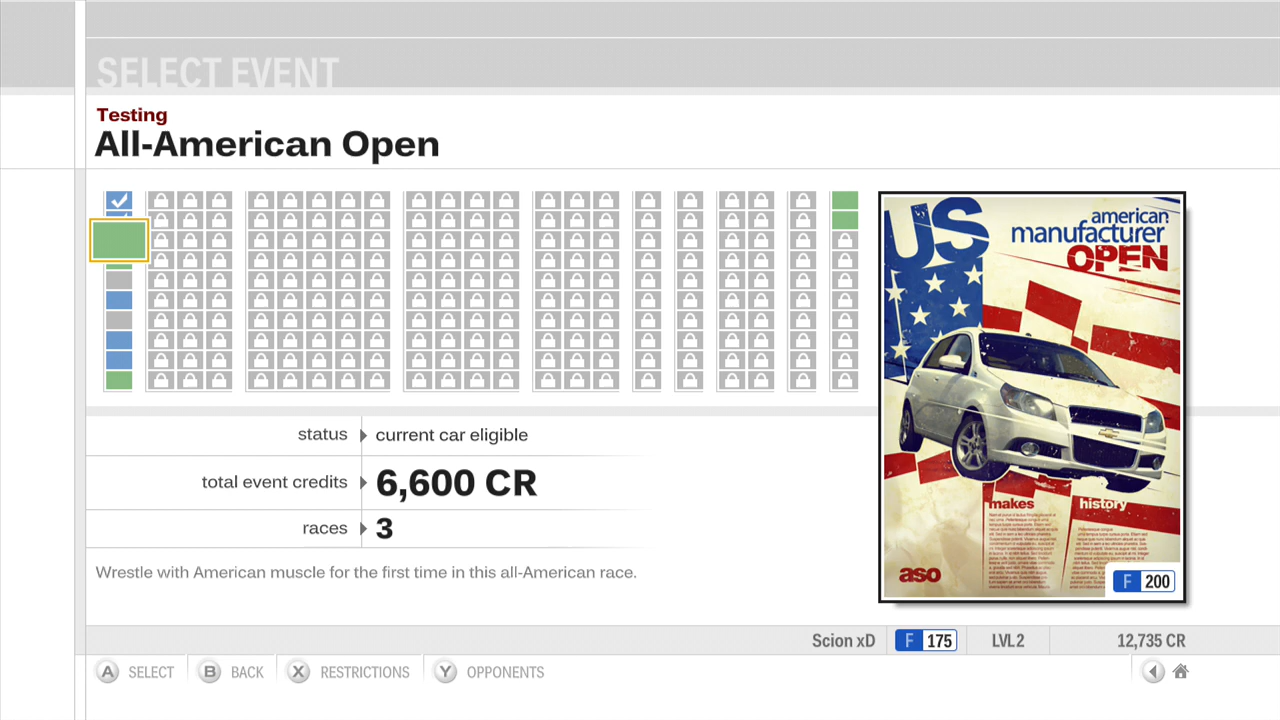 SELECT EVENT
Testing
All-American Open
US
american
manufacturer
OPEN
makes
history
aso
F 200
status
current car eligible
total event credits
6,600 CR
races
3
Wrestle with American muscle for the first time in this all-American race.
Scion xD
F 175
LVL2
12,735 CR
A SELECT
B BACK
X RESTRICTIONS
Y OPPONENTS